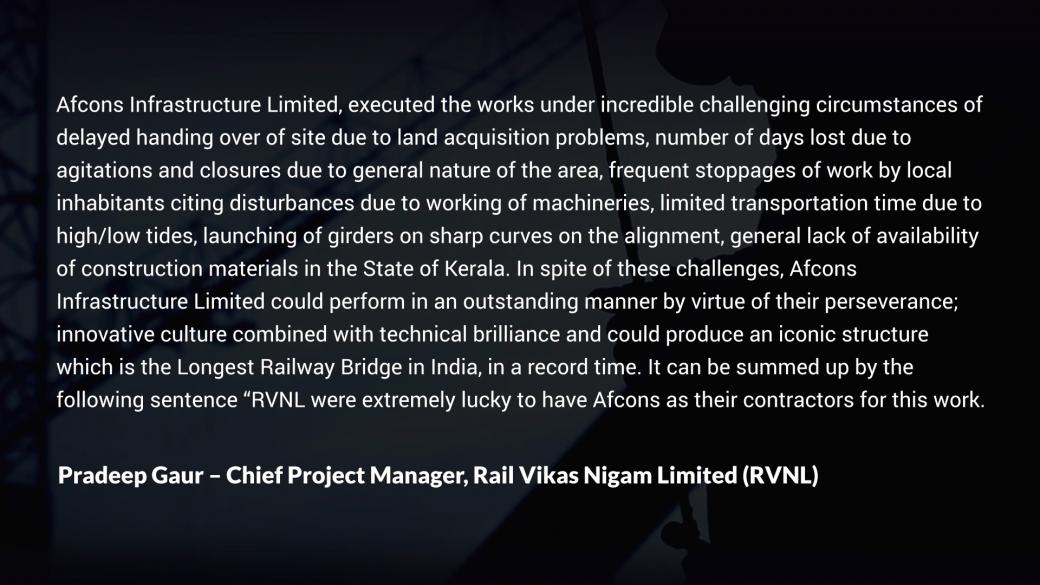 Afcons Infrastructure Limited, executed the works under incredible challenging circumstances of
delayed handing over of site due to land acquisition problems, number of days lost due to
agitations and closures due to general nature of the area, frequent stoppages of work by local
inhabitants citing disturbances due to working of machineries, limited transportation time due to
high/low tides, launching of girders on sharp curves on the alignment, general lack of availability
of construction materials in the State of Kerala. In spite of these challenges, Afcons
Infrastructure Limited could perform in an outstanding manner by virtue of their perseverance;
innovative culture combined with technical brilliance and could produce an iconic structure
which is the Longest Railway Bridge in India, in a record time. It can be summed up by the
following sentence “RVNL were extremely lucky to have Afcons as their contractors for this work.
Pradeep Gaur – Chief Project Manager, Rail Vikas Nigam Limited (RVNL)